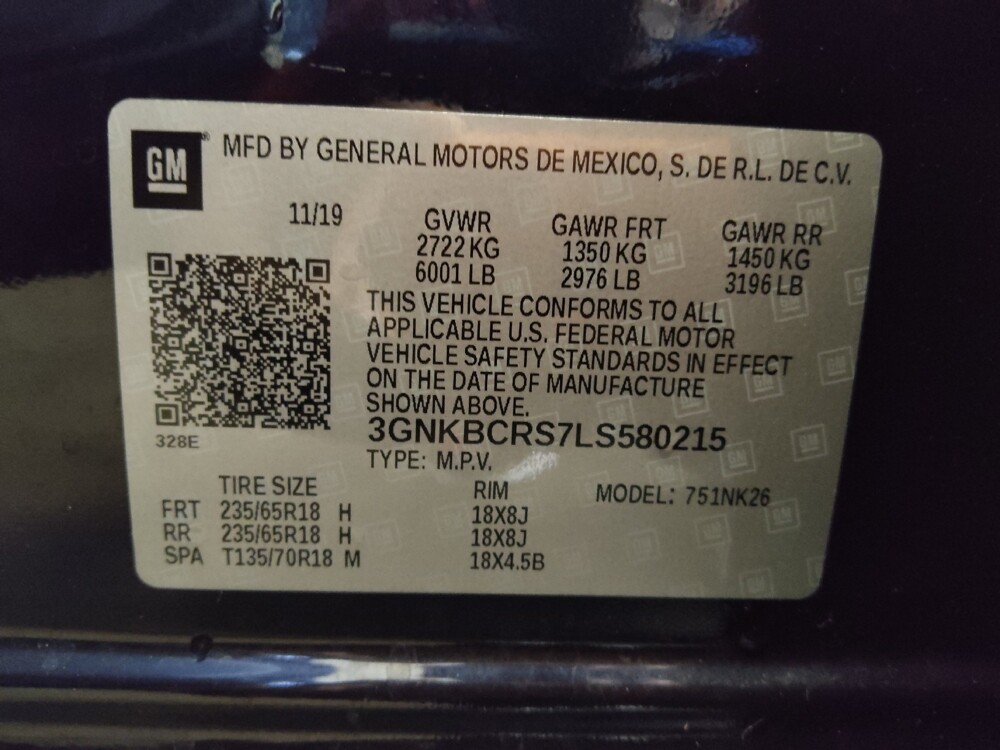 GM MFD BY GENERAL MOTORS DE MEXICO, S. DE R.L. DE C.V.
11/19 GVWR GAWR FRT GAWR RR
2722 KG 1350 KG 1450 KG
6001 LB 2976 LB 3196 LB
THIS VEHICLE CONFORMS TO ALL
APPLICABLE U.S. FEDERAL MOTOR
VEHICLE SAFETY STANDARDS IN EFFECT
ON THE DATE OF MANUFACTURE
SHOWN ABOVE.
328E 3GNKBCRS7LS580215
TYPE: M.P.V.
TIRE SIZE RIM MODEL: 751NK26
FRT 235/65R18 H 18X8J
RR 235/65R18 H 18X8J
SPA T135/70R18 M 18X4.5B